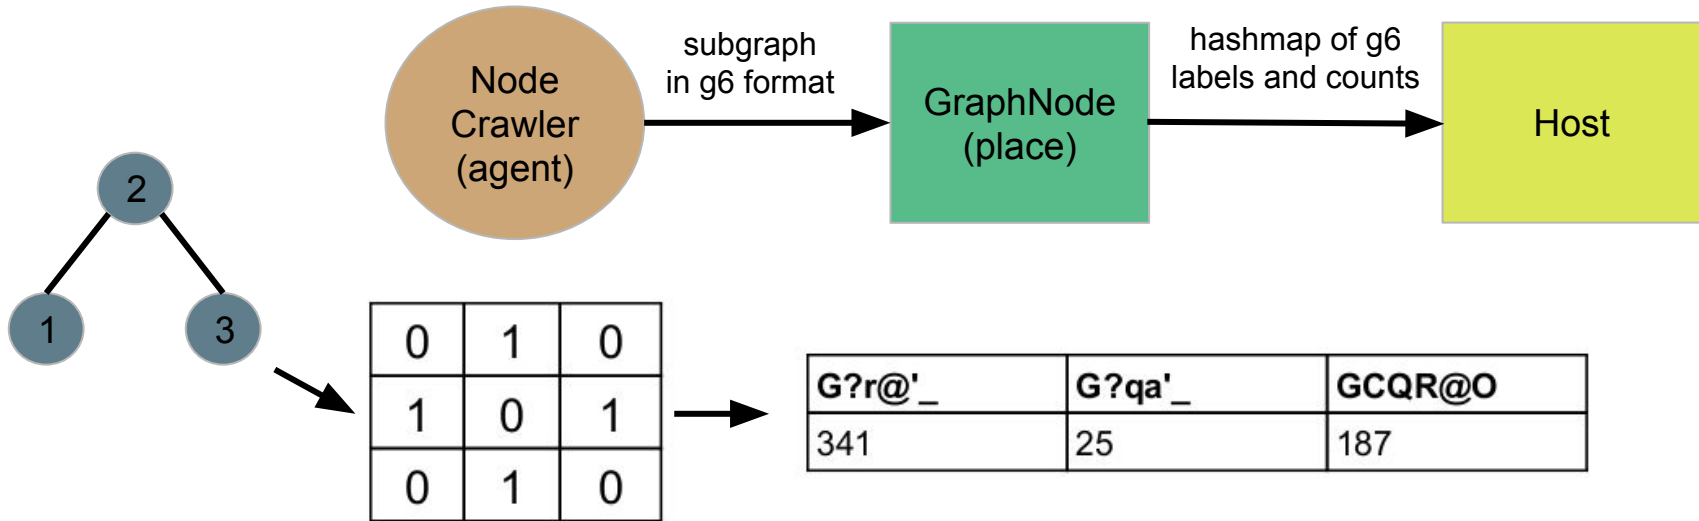 Node
Crawler
(agent)
subgraph
in g6 format
GraphNode
(place)
hashmap of g6
labels and counts
Host
2
1
3
0 1 0
1 0 1
0 1 0
G?r@'_ G?qa'_ GCQR@O
341 25 187